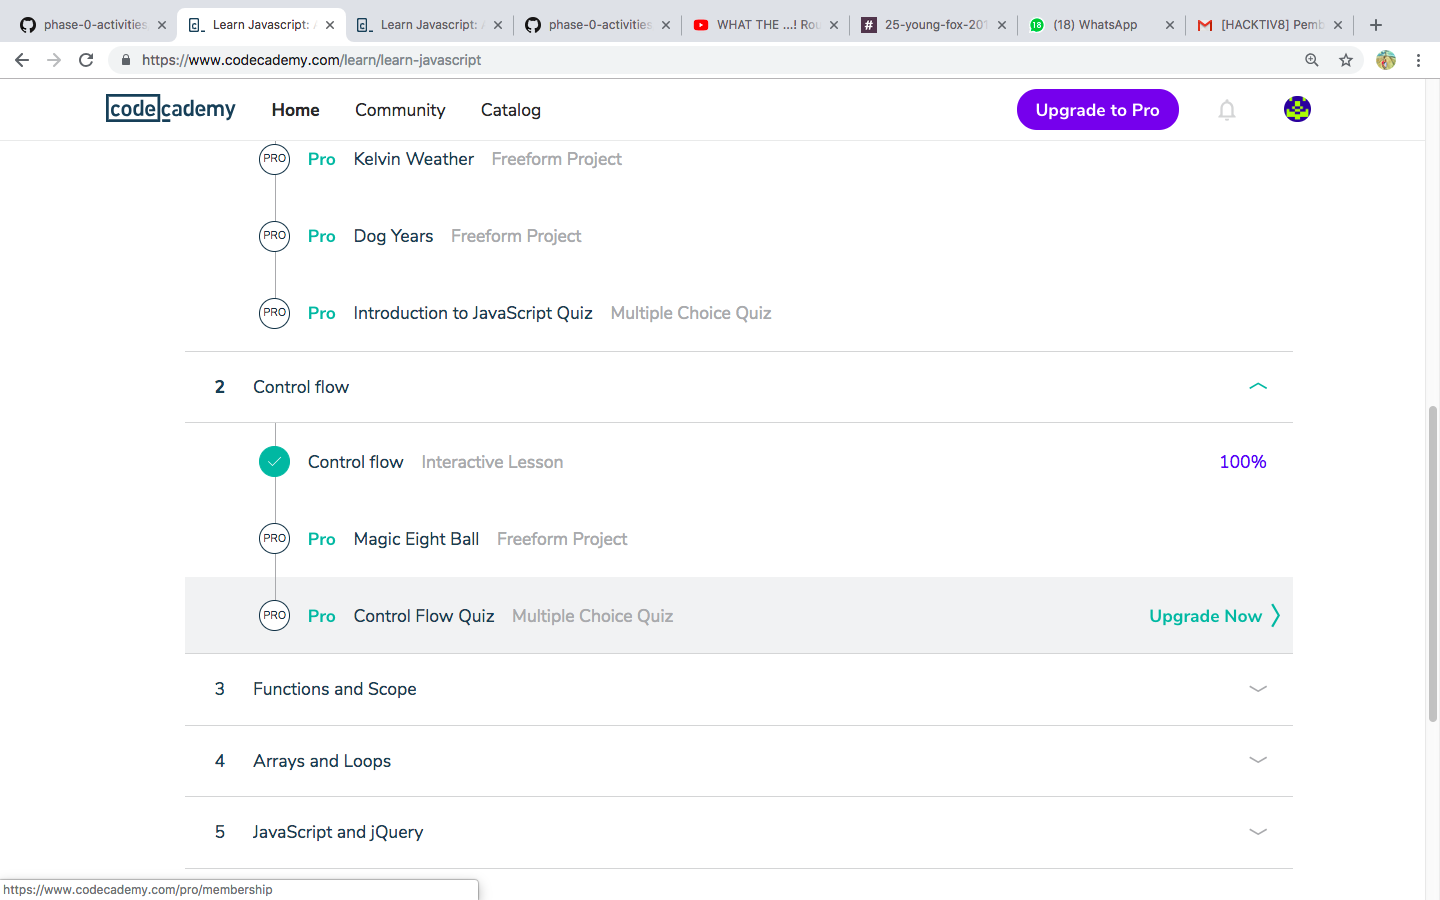 phase-0-activities, Learn Javascript: A Learn Javascript: A phase-0-activities, WHAT THE ...! Rou 25-young-fox-201 18 (18) WhatsApp [HACKTIV8] Pemb
https://www.codecademy.com/learn/learn-javascript
codecademy Home Community Catalog Upgrade to Pro
PRO Pro Kelvin Weather Freeform Project
PRO Pro Dog Years Freeform Project
PRO Pro Introduction to JavaScript Quiz Multiple Choice Quiz
2 Control flow
Control flow Interactive Lesson 100%
PRO Pro Magic Eight Ball Freeform Project
PRO Pro Control Flow Quiz Multiple Choice Quiz Upgrade Now
3 Functions and Scope
4 Arrays and Loops
5 JavaScript and jQuery
https://www.codecademy.com/pro/membership